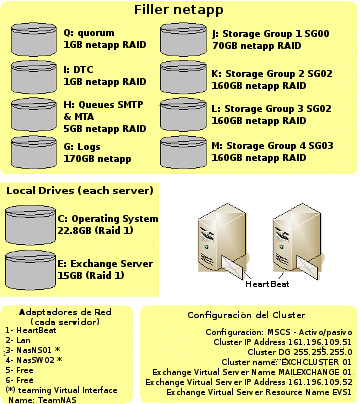 Filler netapp
Q: quorum
1GB netapp RAID
I: DTC
1GB netapp RAID
H: Queues SMTP
& MTA
5GB netapp RAID
G: Logs
170GB netapp
J: Storage Group 1 SG00
70GB netapp RAID
K: Storage Group 2 SG02
160GB netapp RAID
L: Storage Group 3 SG02
160GB netapp RAID
M: Storage Group 4 SG03
160GB netapp RAID
Local Drives (each server)
C: Operating System
22.8GB (Raid 1)
E: Exchange Server
15GB (Raid 1)
HeartBeat
Adaptadores de Red
(cada servidor)
1- HeartBeat
2- Lan
3- NasNS01 *
4- NasSW02 *
5- Free
6- Free
(*) teaming Virtual Interface
Name: TeamNAS
Configuración del Cluster
Configuración: MSCS - Activo/pasivo
Cluster IP Address 161.196.109.51
Cluster DG 255.255.255.0
Cluster name: EXCHCLUSTER 01
Exchange Virtual Server Name MAILEXCHANGE 01
Exchange Virtual Server IP Address 161.196.109.52
Exchange Virtual Server Resource Name EVS1